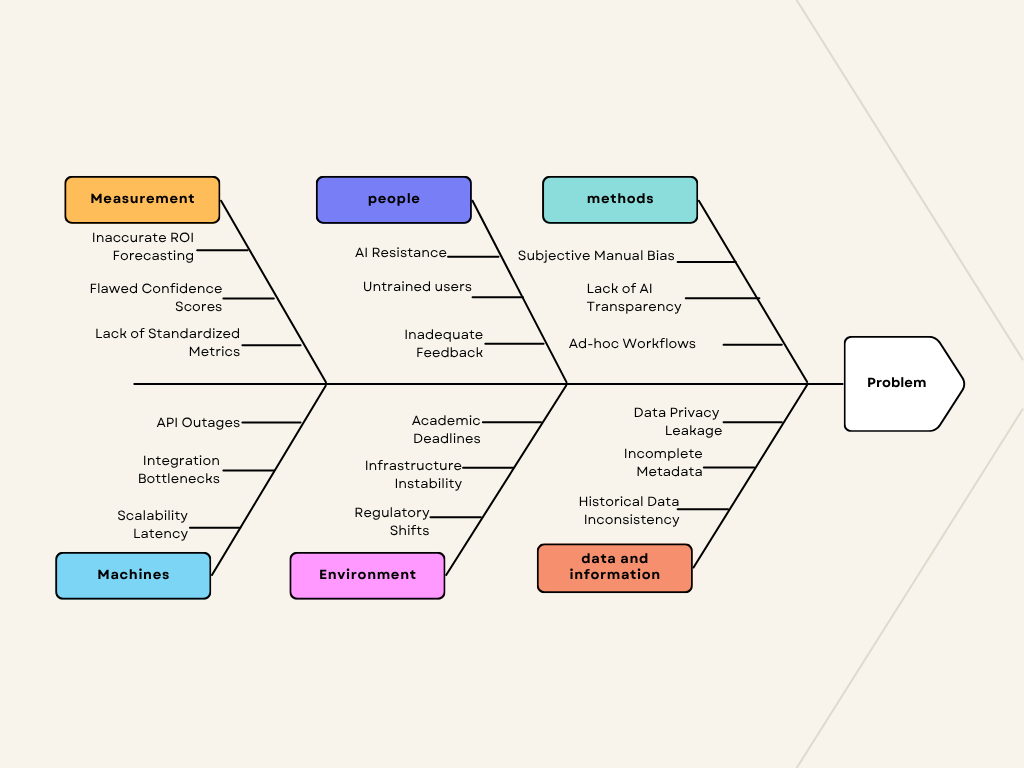 Measurement
Inaccurate ROI
Forecasting
Flawed Confidence
Scores
Lack of Standardized
Metrics
people
AI Resistance
Untrained users
Inadequate
Feedback
methods
Subjective Manual Bias
Lack of AI
Transparency
Ad-hoc Workflows
Problem
API Outages
Integration
Bottlenecks
Scalability
Latency
Machines
Academic
Deadlines
Infrastructure
Instability
Regulatory
Shifts
Environment
Data Privacy
Leakage
Incomplete
Metadata
Historical Data
Inconsistency
data and
information